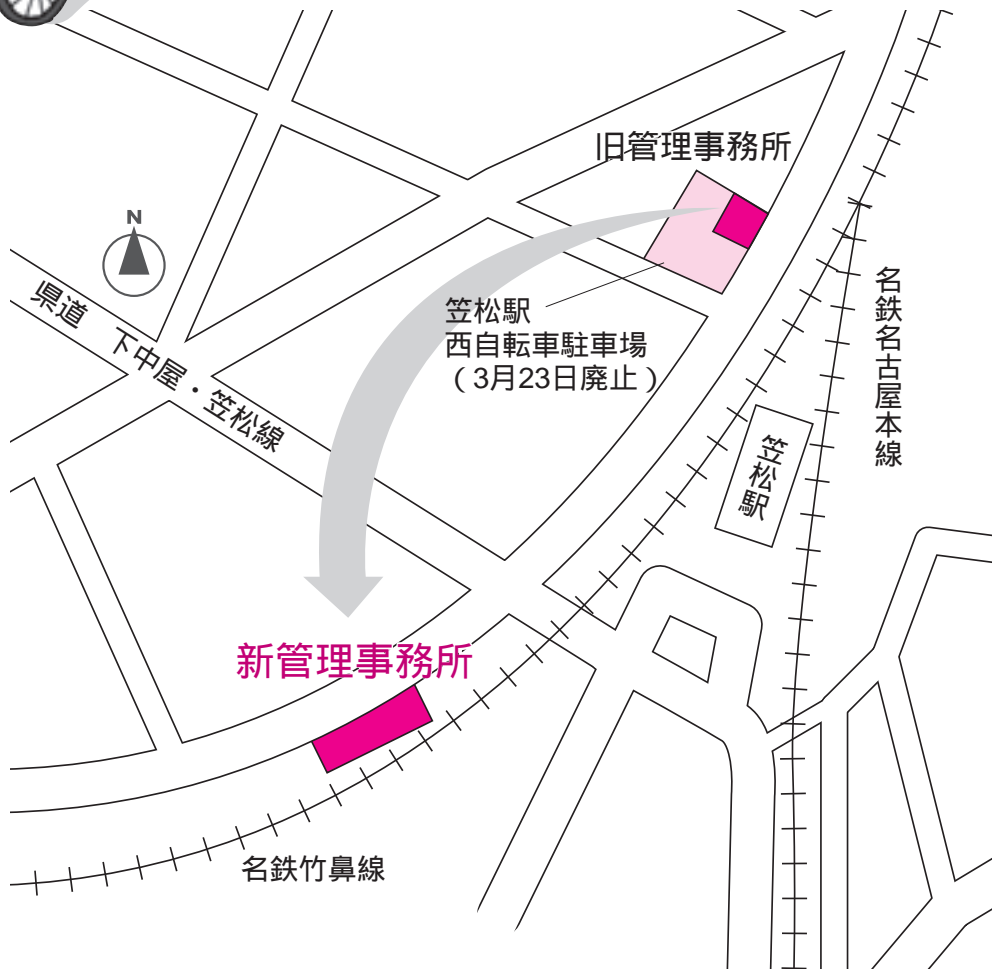 旧管理事務所
N
笠松駅
西自転車駐車場
（3月23日廃止）
県道 下中屋・笠松線
名鉄名古屋本線
笠松駅
新管理事務所
名鉄竹鼻線